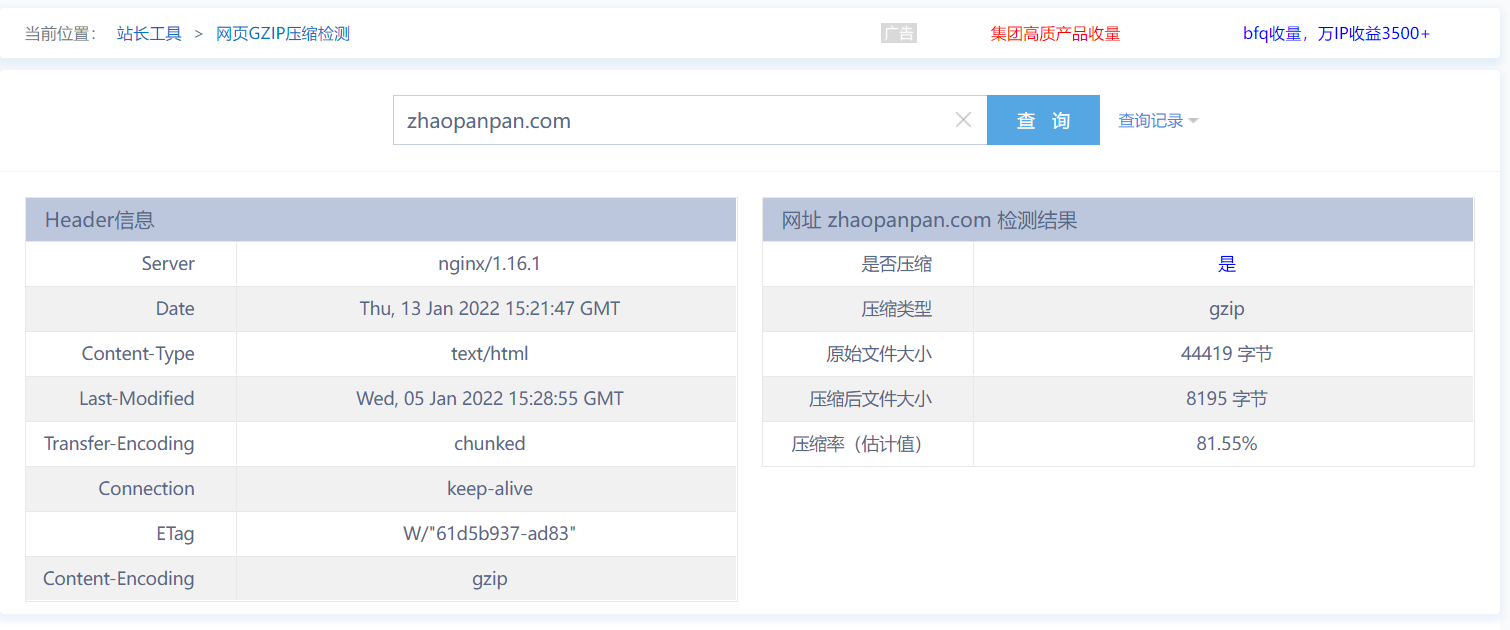 当前位置： 站长工具 > 网页GZIP压缩检测 广告 集团高质产品收量 bfq收量，万IP收益3500+
zhaopanpan.com 查 询 查询记录
Header信息
Server nginx/1.16.1
Date Thu, 13 Jan 2022 15:21:47 GMT
Content-Type text/html
Last-Modified Wed, 05 Jan 2022 15:28:55 GMT
Transfer-Encoding chunked
Connection keep-alive
ETag W/"61d5b937-ad83"
Content-Encoding gzip
网址 zhaopanpan.com 检测结果
是否压缩 是
压缩类型 gzip
原始文件大小 44419 字节
压缩后文件大小 8195 字节
压缩率（估计值） 81.55%